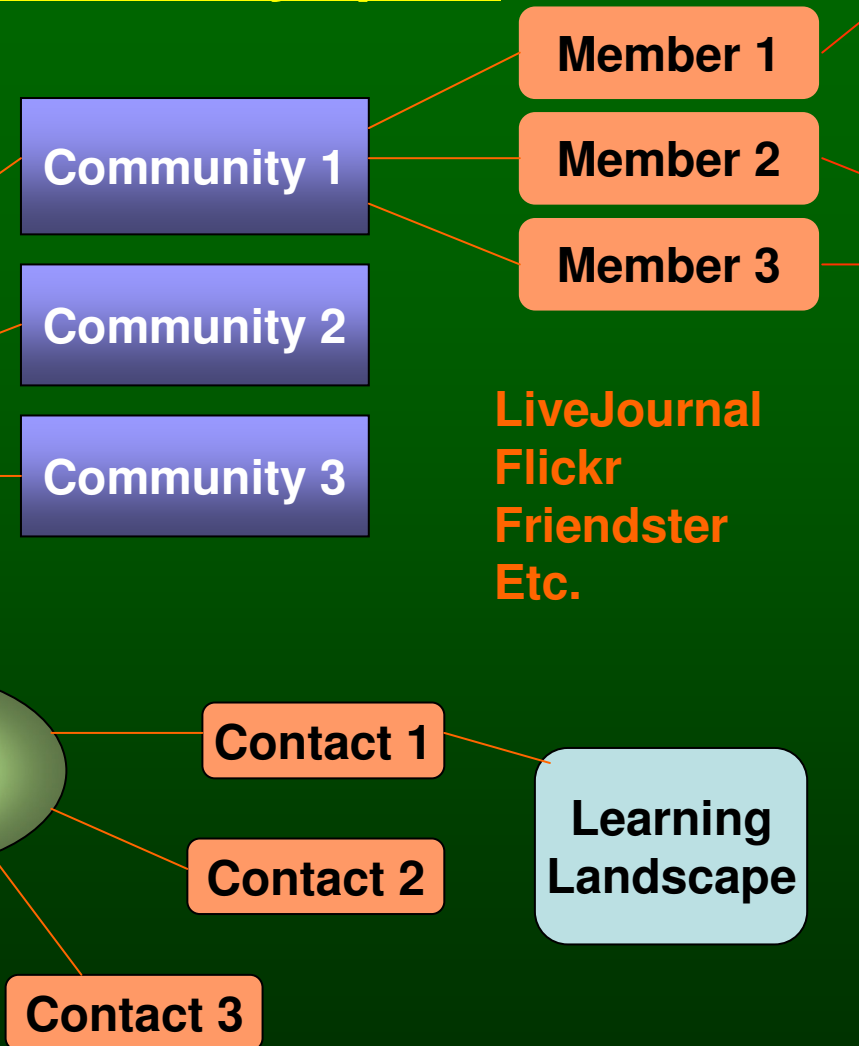 Member 1
Community 1
Member 2
Member 3
Community 2
Community 3
LiveJournal
Flickr
Friendster
Etc.
Contact 1
Learning
Landscape
Contact 2
Contact 3